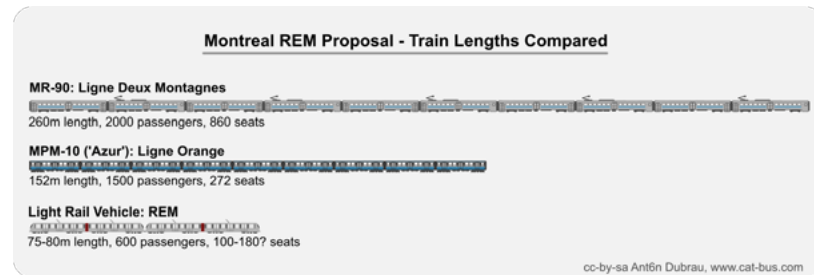 Montreal REM Proposal - Train Lengths Compared
MR-90: Ligne Deux Montagnes
260m length, 2000 passengers, 860 seats
MPM-10 ('Azur'): Ligne Orange
152m length, 1500 passengers, 272 seats
Light Rail Vehicle: REM
75-80m length, 600 passengers, 100-180? seats
cc-by-sa Ant6n Dubrau, www.cat-bus.com